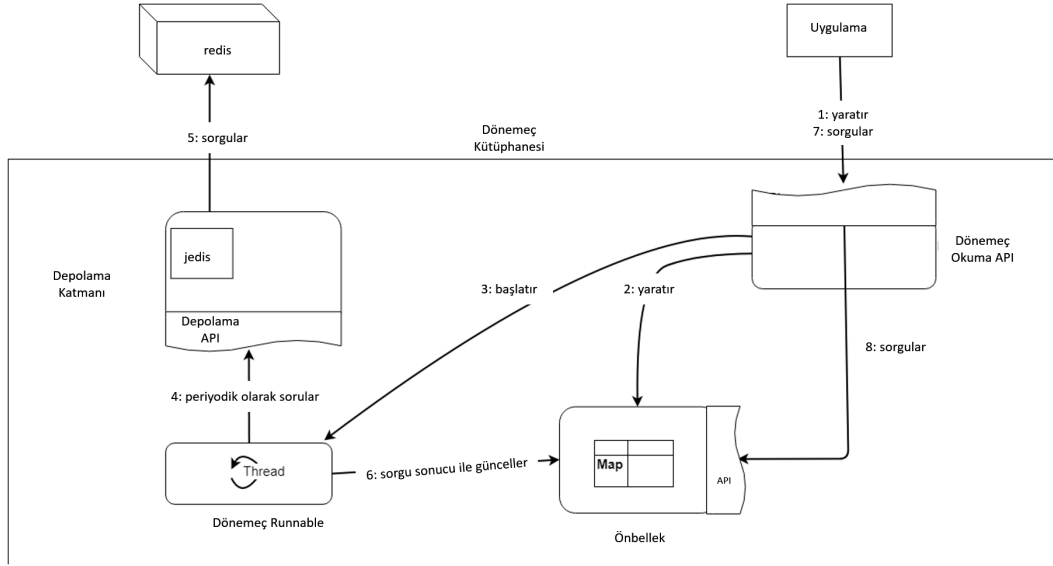 redis
Uygulama
5: sorgular
1: yaratır
7: sorgular
Dönemeç
Kütüphanesi
jedis
Depolama
Katmanı
Depolama
API
Dönemeç
Okuma API
3: başlatır
2: yaratır
8: sorgular
4: periyodik olarak sorular
Thread
6: sorgu sonucu ile günceller
Map
API
Dönemeç Runnable
Önbellek